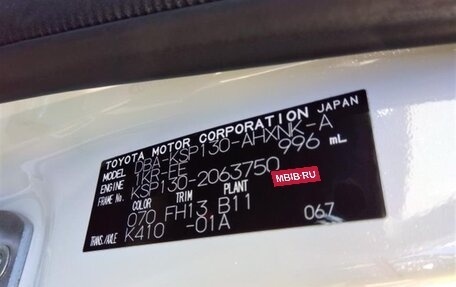 TOYOTA MOTOR CORPORATION JAPAN
MODEL DBA-KSP130-AHXNK-A
ENGINE 1KR-FE 996 mL
FRAME No. KSP130-2063750
COLOR TRIM PLANT
070 FH13 B11
TRANS./AXLE K410 -01A 067
MBIB.RU